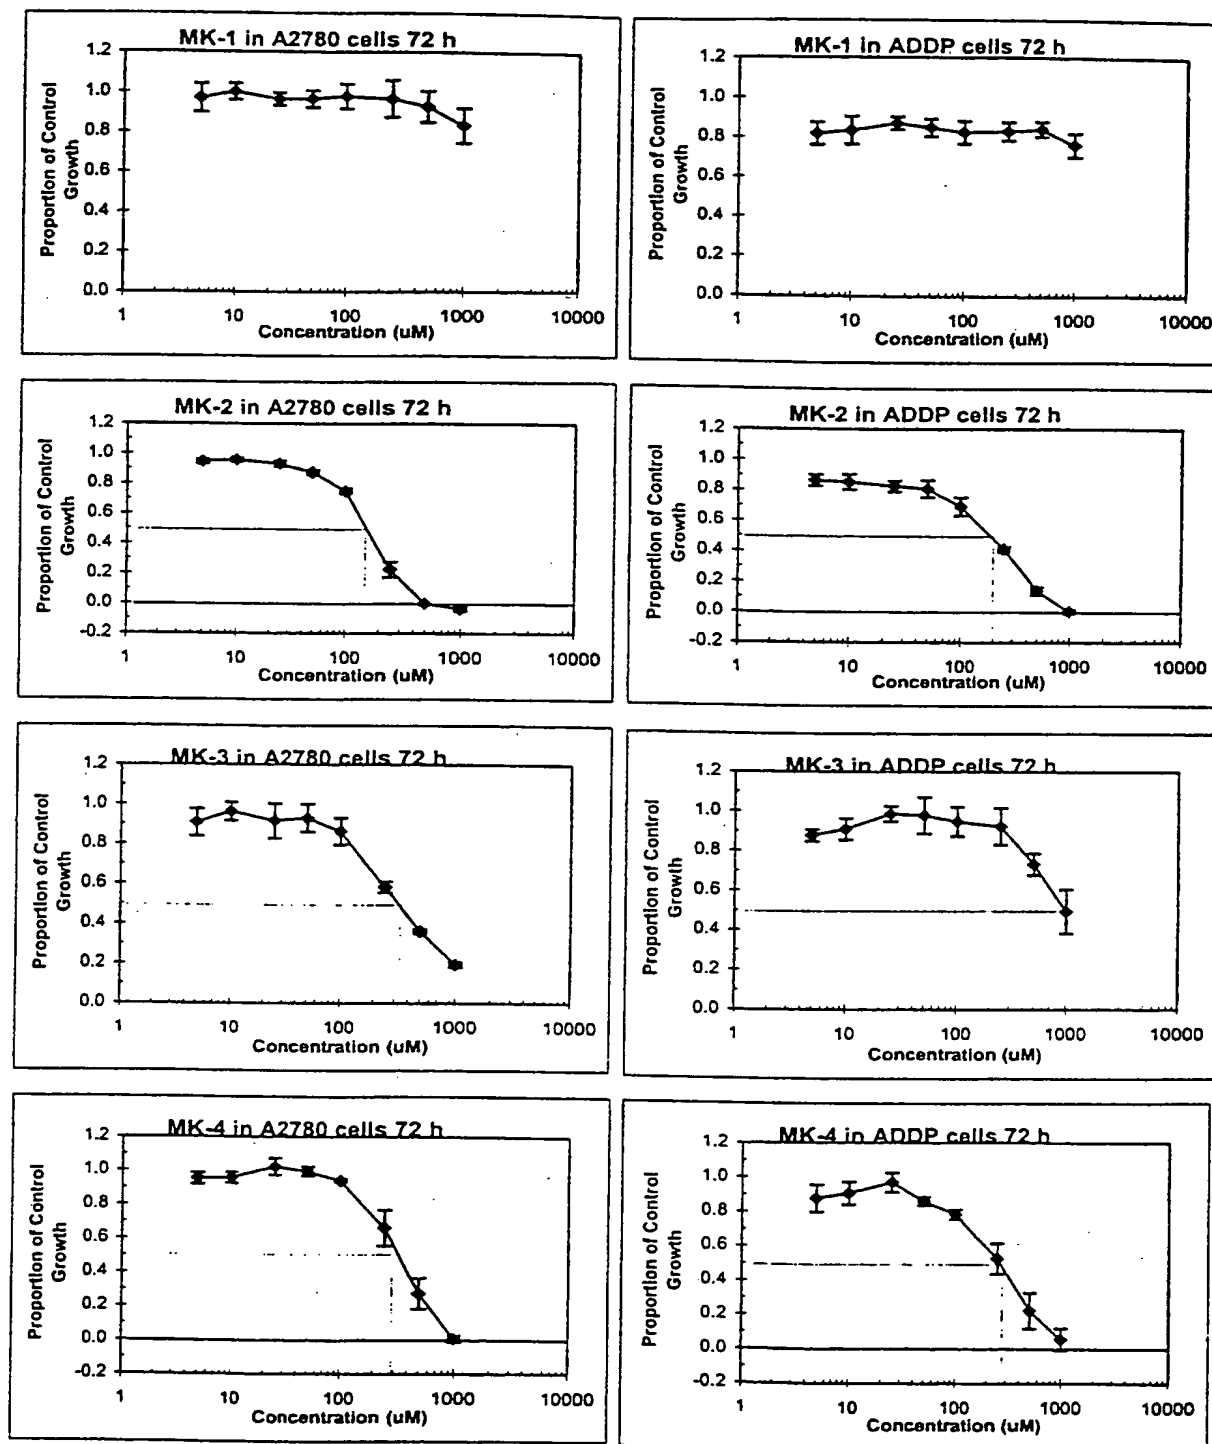 MK-1 in A2780 cells 72 h
1.2
1.0
0.8
0.6
0.4
0.2
0.0
Proportion of Control
Growth
1 10 100 1000 10000
Concentration (uM)
MK-1 in ADDP cells 72 h
1.2
1.0
0.8
0.6
0.4
0.2
0.0
Proportion of Control
Growth
1 10 100 1000 10000
Concentration (uM)
MK-2 in A2780 cells 72 h
1.2
1.0
0.8
0.6
0.4
0.2
0.0
-0.2
Proportion of Control
Growth
1 10 100 1000 10000
Concentration (uM)
MK-2 in ADDP cells 72 h
1.2
1.0
0.8
0.6
0.4
0.2
0.0
-0.2
Proportion of Control
Growth
1 10 100 1000 10000
Concentration (uM)
MK-3 in A2780 cells 72 h
1.2
1.0
0.8
0.6
0.4
0.2
0.0
Proportion of Control
Growth
1 10 100 1000 10000
Concentration (uM)
MK-3 in ADDP cells 72 h
1.2
1.0
0.8
0.6
0.4
0.2
0.0
Proportion of Control
Growth
1 10 100 1000 10000
Concentration (uM)
MK-4 in A2780 cells 72 h
1.2
1.0
0.8
0.6
0.4
0.2
0.0
-0.2
Proportion of Control
Growth
1 10 100 1000 10000
Concentration (uM)
MK-4 in ADDP cells 72 h
1.2
1.0
0.8
0.6
0.4
0.2
0.0
-0.2
Proportion of Control
Growth
1 10 100 1000 10000
Concentration (uM)